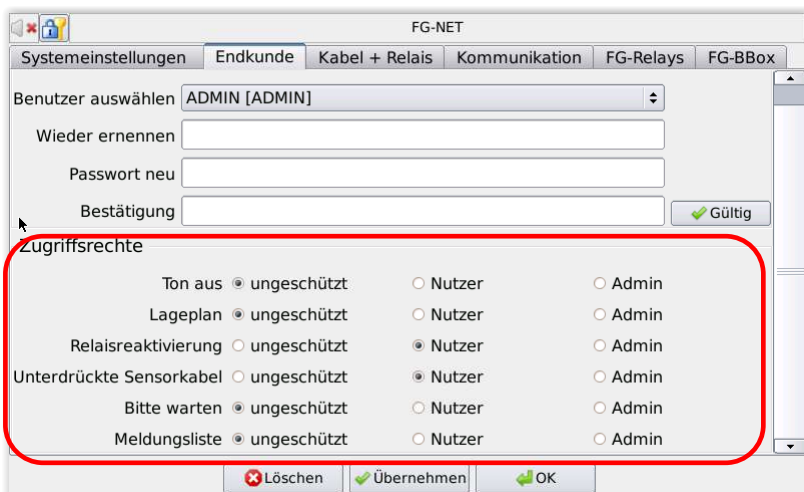 FG-NET
Systemeinstellungen Endkunde Kabel + Relais Kommunikation FG-Relays FG-BBox
Benutzer auswählen ADMIN [ADMIN]
Wieder ernennen
Passwort neu
Bestätigung Gültig
Zugriffsrechte
Ton aus ungeschützt Nutzer Admin
Lageplan ungeschützt Nutzer Admin
Relaisreaktivierung ungeschützt Nutzer Admin
Unterdrückte Sensorkabel ungeschützt Nutzer Admin
Bitte warten ungeschützt Nutzer Admin
Meldungsliste ungeschützt Nutzer Admin
Löschen Übernehmen OK